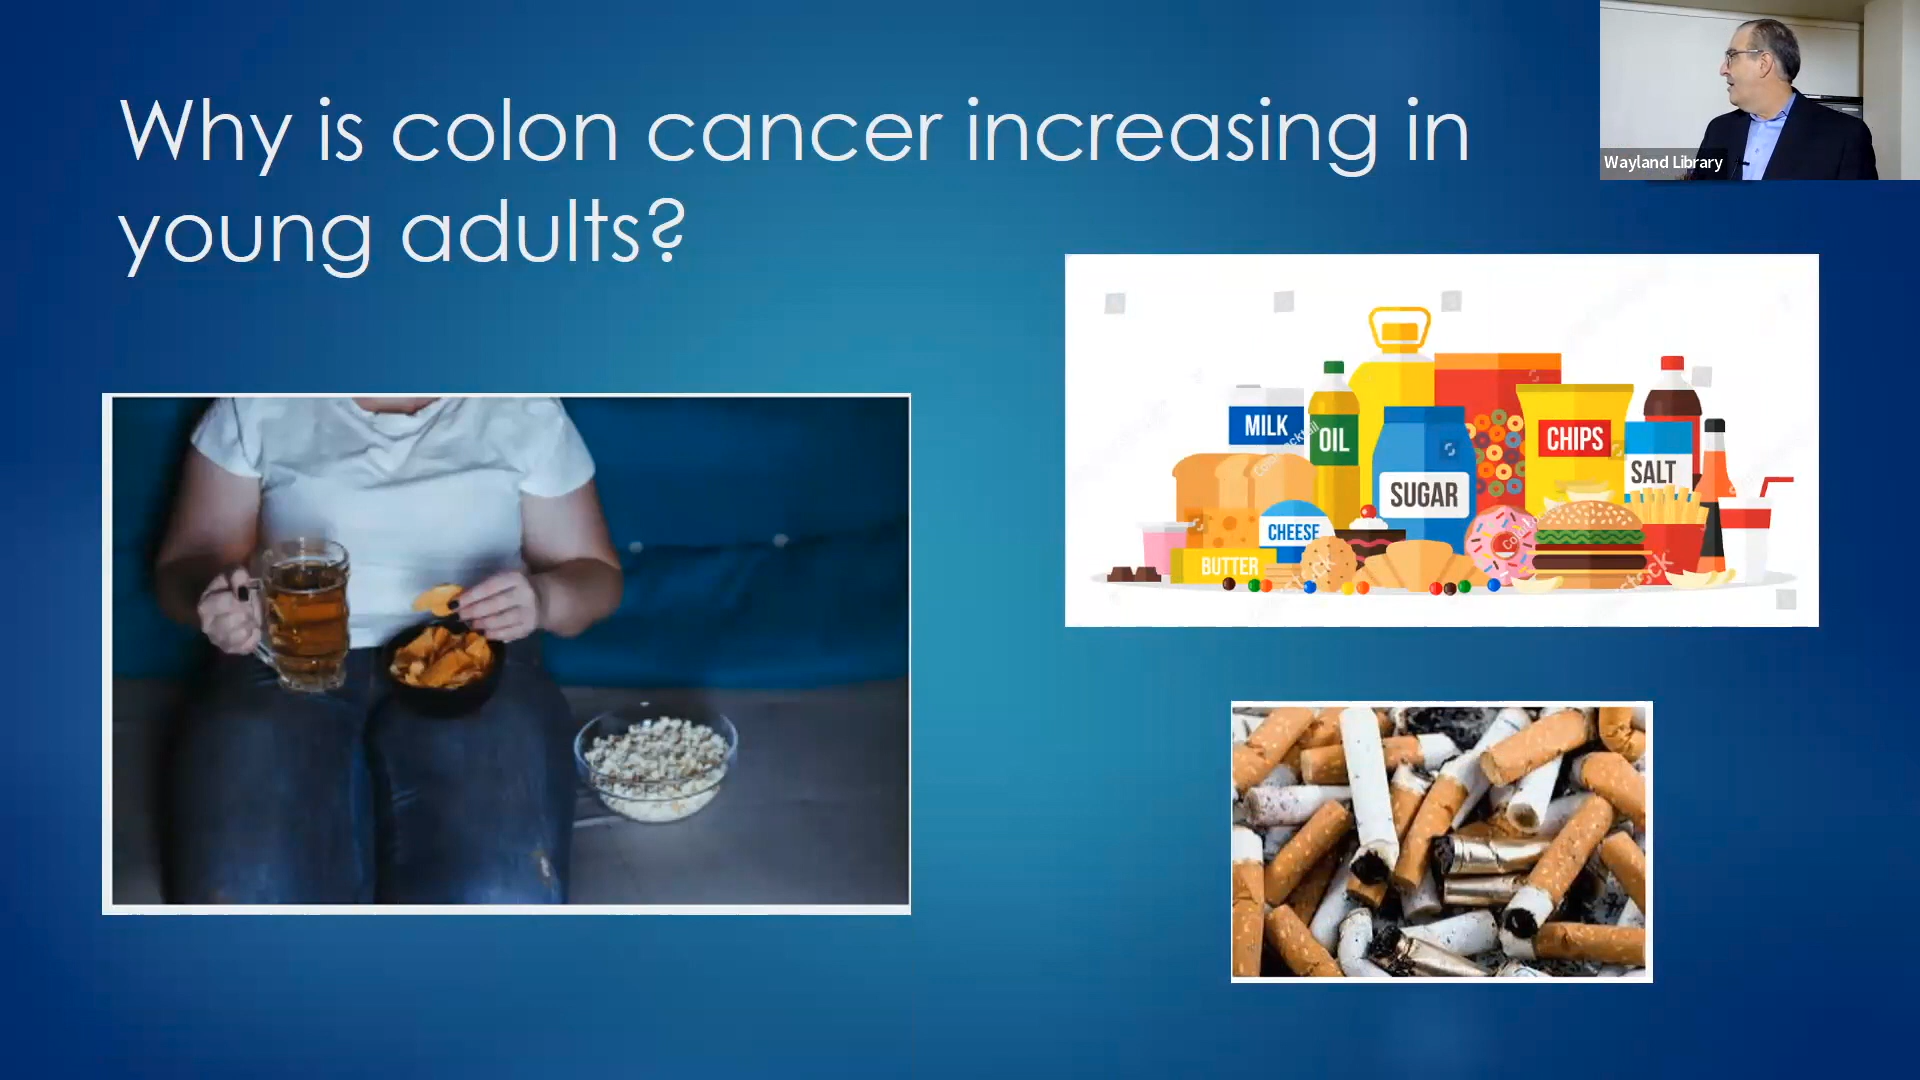 Why is colon cancer increasing in
young adults?
Wayland Library
MILK
OIL
CHIPS
SALT
SUGAR
CHEESE
BUTTER